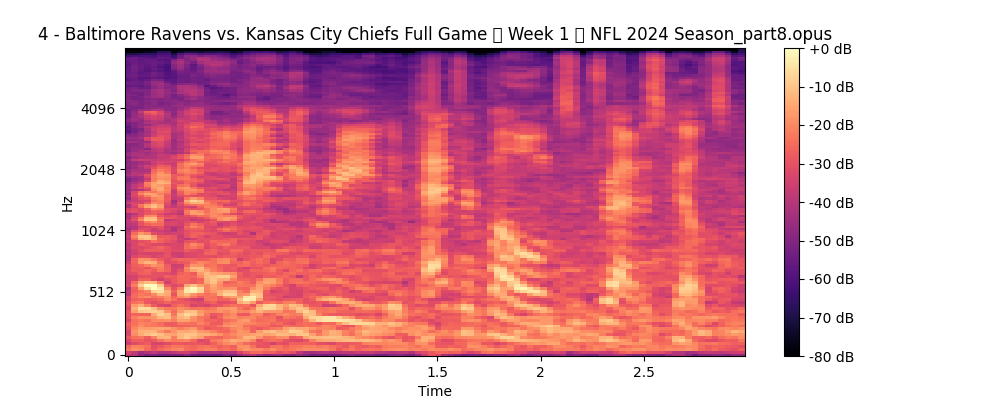 4 - Baltimore Ravens vs. Kansas City Chiefs Full Game ▯ Week 1 ▯ NFL 2024 Season_part8.opus
+0 dB
-10 dB
-20 dB
-30 dB
-40 dB
-50 dB
-60 dB
-70 dB
-80 dB
4096
2048
1024
512
0
Hz
0
0.5
1
1.5
2
2.5
Time